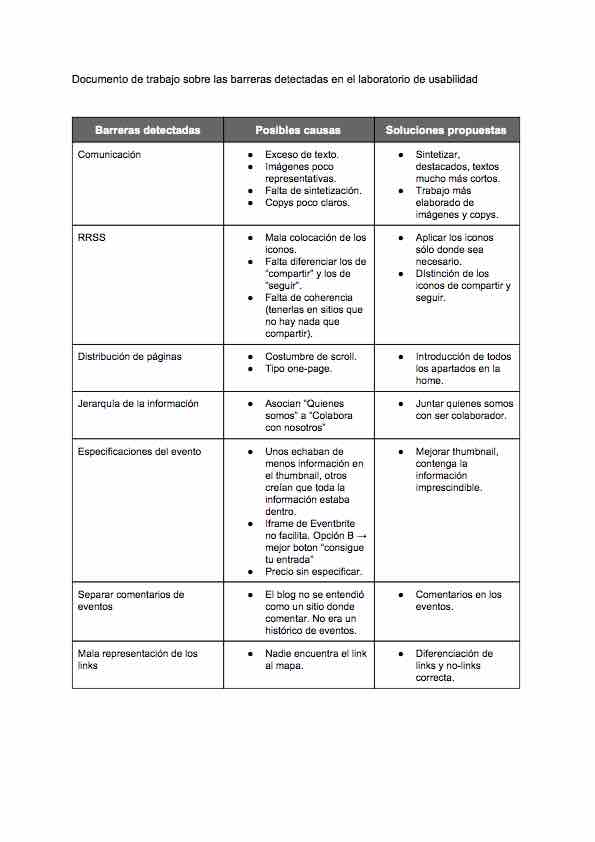 Documento de trabajo sobre las barreras detectadas en el laboratorio de usabilidad
Barreras detectadas
Posibles causas
Soluciones propuestas
Comunicación
● Exceso de texto.
● Imágenes poco
representativas.
● Falta de sintetización.
● Copys poco claros.
● Sintetizar,
destacados, textos
mucho más cortos.
● Trabajo más
elaborado de
imágenes y copys.
RRSS
● Mala colocación de los
iconos.
● Falta diferenciar los de
“compartir” y los de
“seguir”.
● Falta de coherencia
(tenerlas en sitios que
no hay nada que
compartir).
● Aplicar los iconos
sólo donde sea
necesario.
● DIstinción de los
iconos de compartir y
seguir.
Distribución de páginas
● Costumbre de scroll.
● Tipo one-page.
● Introducción de todos
los apartados en la
home.
Jerarquía de la información
● Asocian “Quienes
somos” a “Colabora
con nosotros”
● Juntar quienes somos
con ser colaborador.
Especificaciones del evento
● Unos echaban de
menos información en
el thumbnail, otros
creían que toda la
información estaba
dentro.
● Iframe de Eventbrite
no facilita. Opción B →
mejor boton “consigue
tu entrada”
● Precio sin especificar.
● Mejorar thumbnail,
contenga la
información
imprescindible.
Separar comentarios de
eventos
● El blog no se entendió
como un sitio donde
comentar. No era un
histórico de eventos.
● Comentarios en los
eventos.
Mala representación de los
links
● Nadie encuentra el link
al mapa.
● Diferenciación de
links y no-links
correcta.